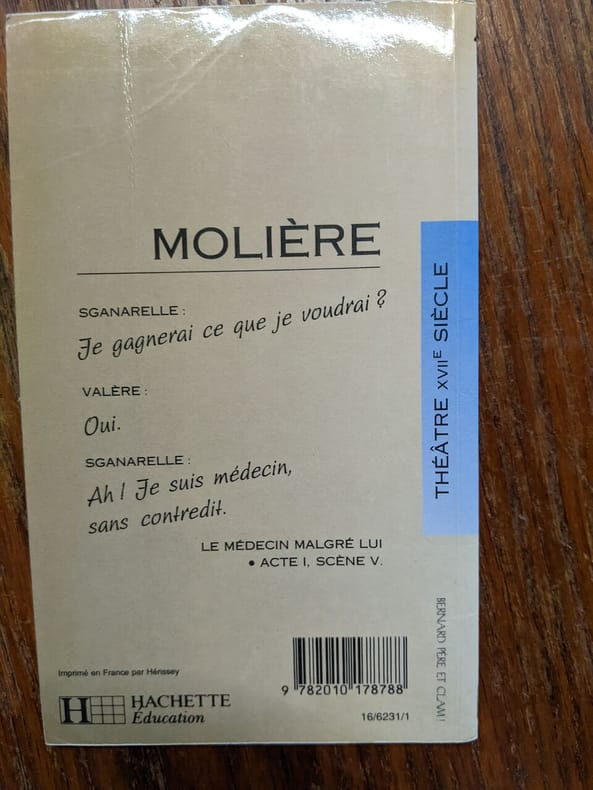 MOLIÈRE
SGANARELLE :
Je gagnerai ce que je voudrai ?
VALÈRE :
Oui.
SGANARELLE :
Ah ! Je suis médecin,
sans contredit.
LE MÉDECIN MALGRÉ LUI
• ACTE I, SCÈNE V.
THÉÂTRE XVIIE SIÈCLE
BERNARD PÈRE ET CLAM !
Imprimé en France par Hérissey
H
HACHETTE
Éducation
9 782010 178788
16/6231/1